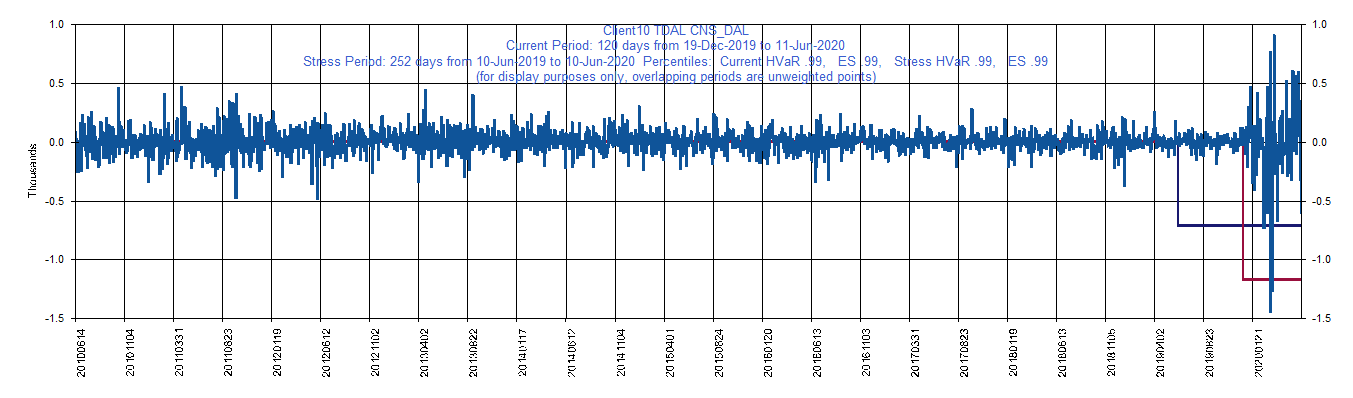 Client10 TDAL CNS_DAL
Current Period: 120 days from 19-Dec-2019 to 11-Jun-2020
Stress Period: 252 days from 10-Jun-2019 to 10-Jun-2020 Percentiles: Current HVaR .99, ES .99, Stress HVaR .99, ES .99
(for display purposes only, overlapping periods are unweighted points)
1.0 1.0
0.5 0.5
0.0 0.0
-0.5 -0.5
-1.0 -1.0
-1.5 -1.5
Thousands
20100614 20101104 20110331 20110823 20120119 20120612 20121102 20130402 20130822 20140117 20140612 20141104 20150401 20150824 20160120 20160613 20161103 20170331 20170823 20180119 20180613 20181105 20190402 20190823 20200121